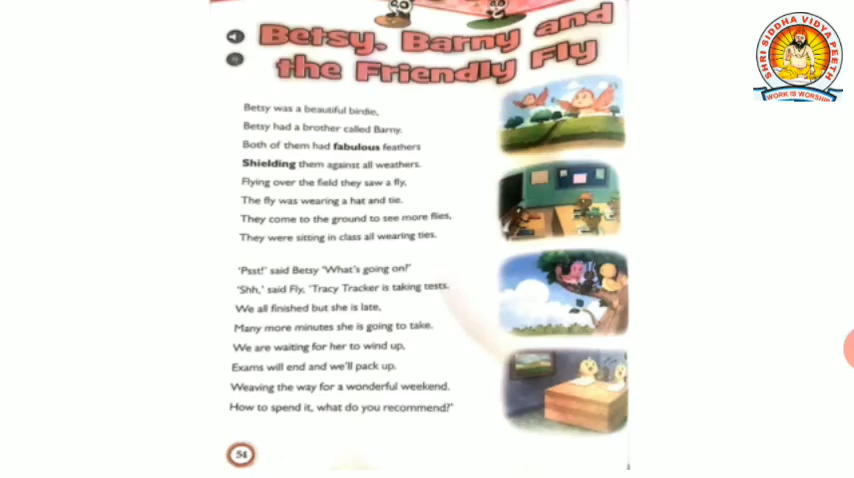 Betsy, Barny and
the Friendly Fly
Betsy was a beautiful birdie,
Betsy had a brother called Barny.
Both of them had fabulous feathers
Shielding them against all weathers.
Flying over the field they saw a fly,
The fly was wearing a hat and tie.
They come to the ground to see more flies,
They were sitting in class all wearing ties.
'Psst!' said Betsy 'What's going on?'
'Shh,' said Fly, 'Tracy Tracker is taking tests.
We all finished but she is late,
Many more minutes she is going to take.
We are waiting for her to wind up,
Exams will end and we'll pack up.
Weaving the way for a wonderful weekend.
How to spend it, what do you recommend?'
54
SHRI SIDDHA VIDYA PEETH
WORK IS WORSHIP